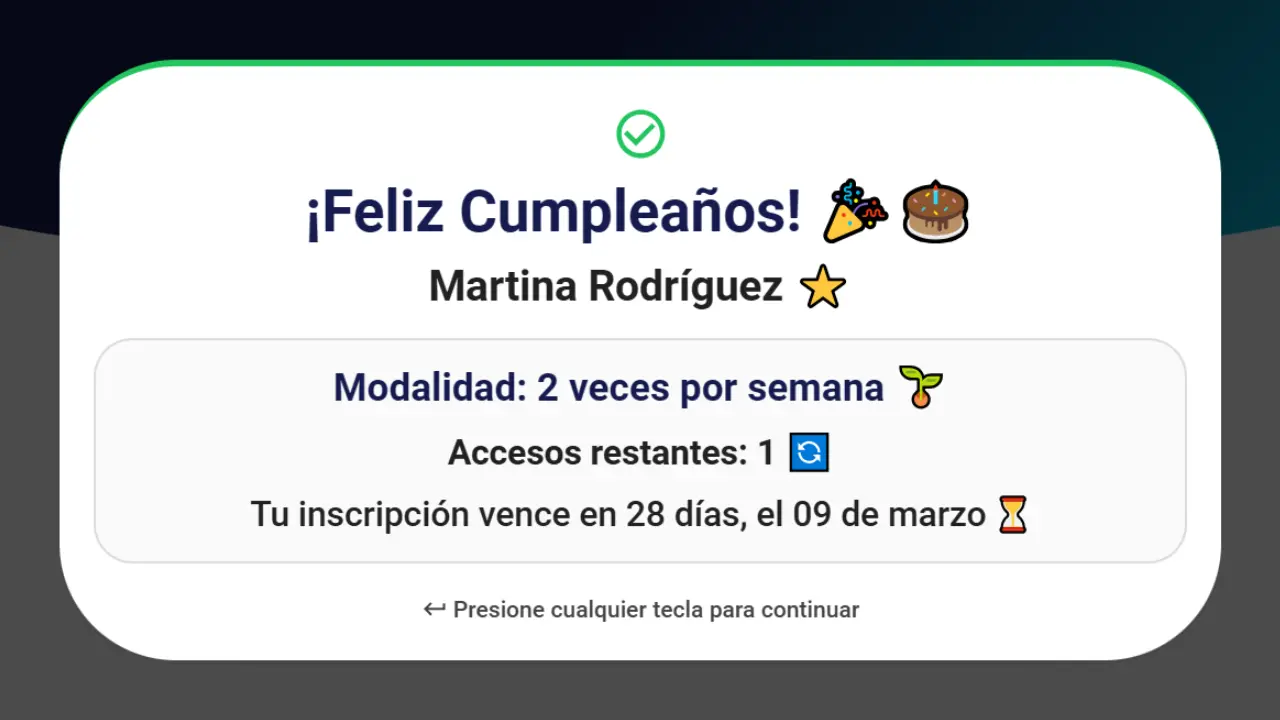 ¡Feliz Cumpleaños! 🎉 🎂
Martina Rodríguez ⭐
Modalidad: 2 veces por semana 🌱
Accesos restantes: 1 🔄
Tu inscripción vence en 28 días, el 09 de marzo ⏳
↵ Presione cualquier tecla para continuar